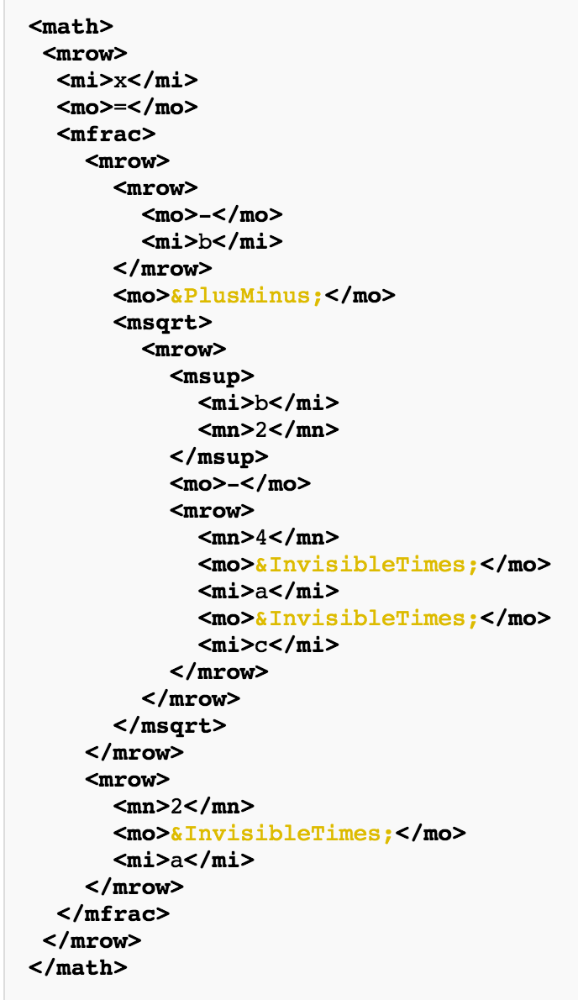 <math>
<mrow>
<mi>x</mi>
<mo>=</mo>
<mfrac>
<mrow>
<mrow>
<mo>-</mo>
<mi>b</mi>
</mrow>
<mo>&PlusMinus;</mo>
<msqrt>
<mrow>
<msup>
<mi>b</mi>
<mn>2</mn>
</msup>
<mo>-</mo>
<mrow>
<mn>4</mn>
<mo>&InvisibleTimes;</mo>
<mi>a</mi>
<mo>&InvisibleTimes;</mo>
<mi>c</mi>
</mrow>
</mrow>
</msqrt>
</mrow>
<mrow>
<mn>2</mn>
<mo>&InvisibleTimes;</mo>
<mi>a</mi>
</mrow>
</mfrac>
</mrow>
</math>